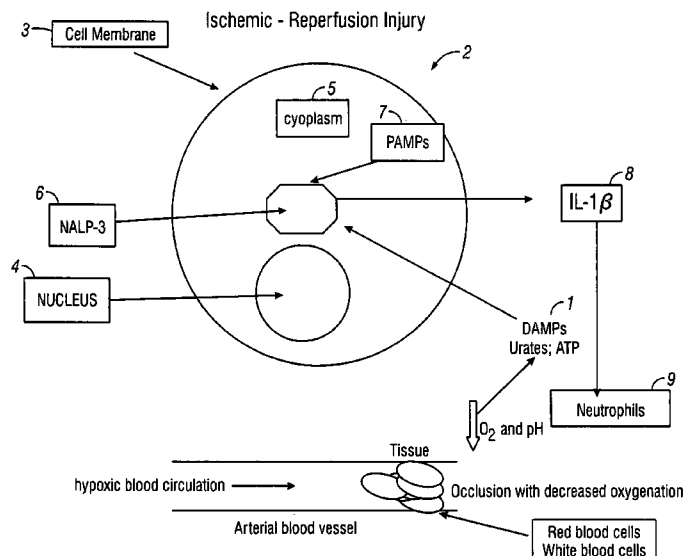 Ischemic - Reperfusion Injury
3
Cell Membrane
2
5
cyoplasm
7
PAMPs
6
NALP-3
8
IL-1β
4
NUCLEUS
1
DAMPs
Urates; ATP
9
Neutrophils
O2 and pH
Tissue
hypoxic blood circulation
Occlusion with decreased oxygenation
Arterial blood vessel
Red blood cells
White blood cells